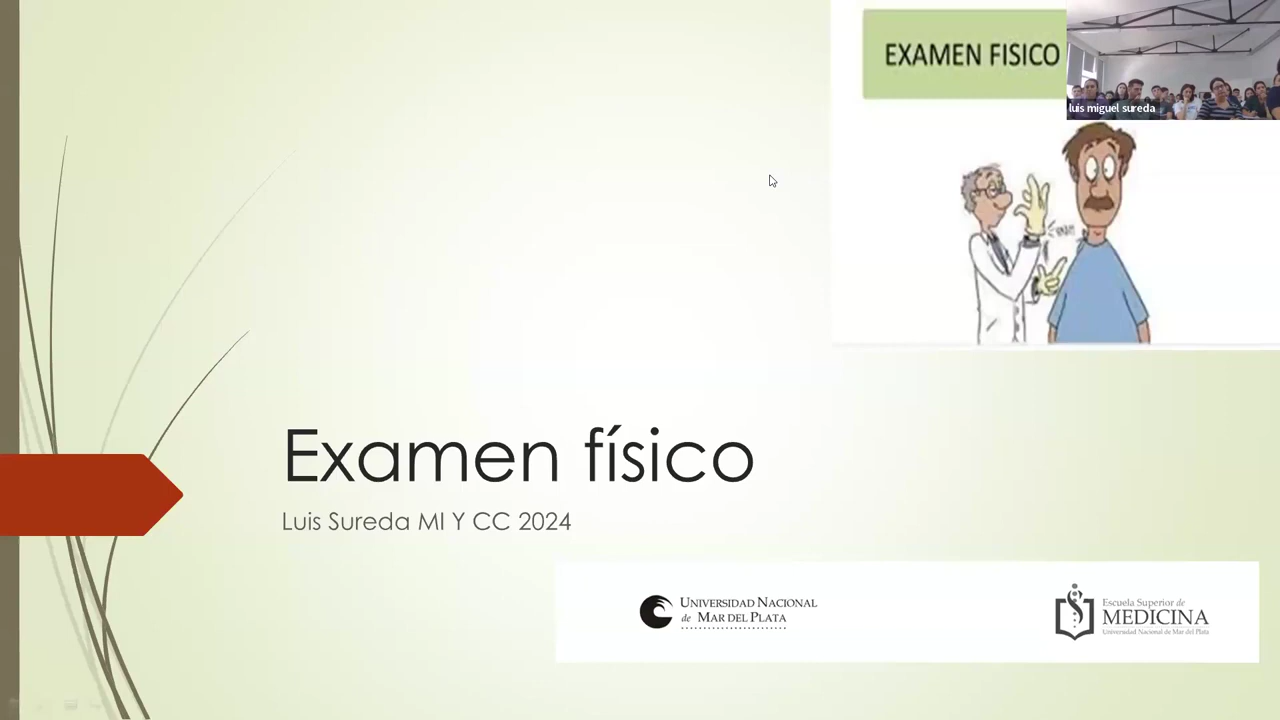 EXAMEN FISICO
luis miguel sureda
Examen físico
Luis Sureda MI Y CC 2024
UNIVERSIDAD NACIONAL
de MAR DEL PLATA
Escuela Superior de
MEDICINA
Universidad Nacional de Mar del Plata